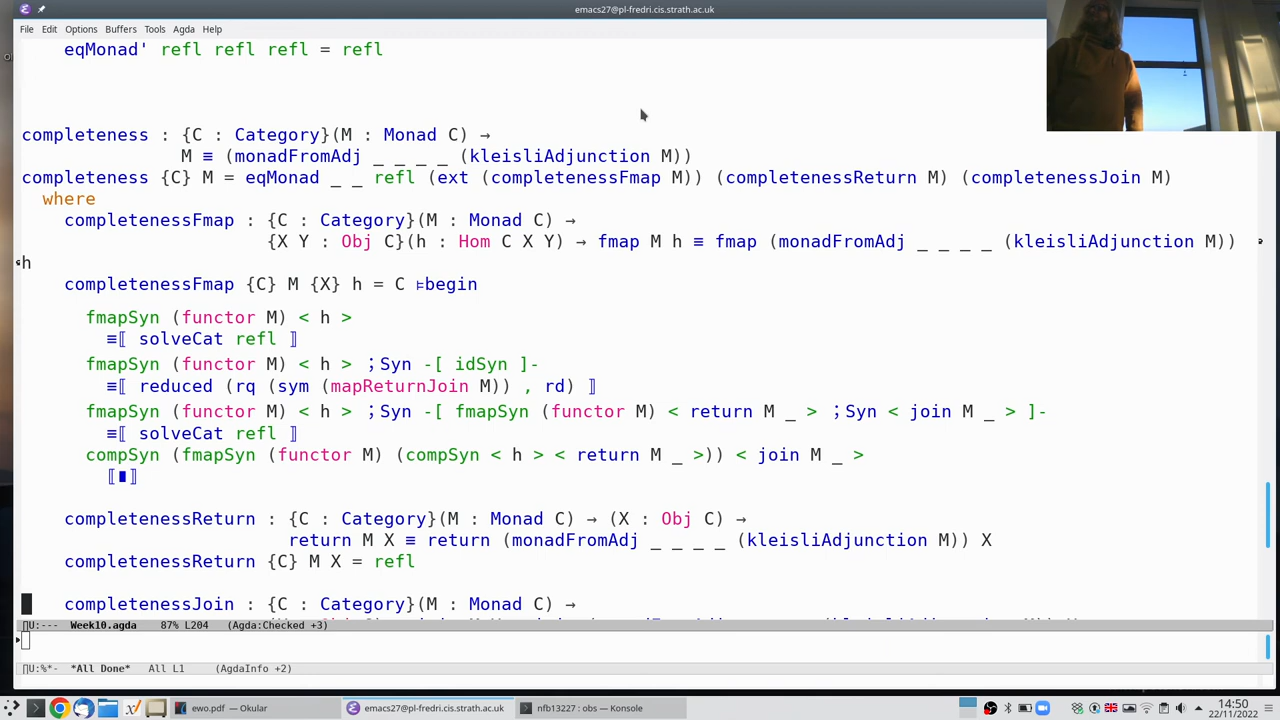 emacs27@pl-fredri.cis.strath.ac.uk
File Edit Options Buffers Tools Agda Help
eqMonad' refl refl refl = refl
completeness : {C : Category}(M : Monad C) →
M ≡ (monadFromAdj _ _ _ _ (kleisliAdjunction M))
completeness {C} M = eqMonad _ _ refl (ext (completenessFmap M)) (completenessReturn M) (completenessJoin M)
where
completenessFmap : {C : Category}(M : Monad C) →
{X Y : Obj C}(h : Hom C X Y) → fmap M h ≡ fmap (monadFromAdj _ _ _ _ (kleisliAdjunction M))
h
completenessFmap {C} M {X} h = C ⊧begin
fmapSyn (functor M) < h >
≡⟦ solveCat refl ⟧
fmapSyn (functor M) < h > ;Syn -[ idSyn ]-
≡⟦ reduced (rq (sym (mapReturnJoin M)) , rd) ⟧
fmapSyn (functor M) < h > ;Syn -[ fmapSyn (functor M) < return M _ > ;Syn < join M _ > ]-
≡⟦ solveCat refl ⟧
compSyn (fmapSyn (functor M) (compSyn < h > < return M _ >)) < join M _ >
⟦∎⟧
completenessReturn : {C : Category}(M : Monad C) → (X : Obj C) →
return M X ≡ return (monadFromAdj _ _ _ _ (kleisliAdjunction M)) X
completenessReturn {C} M X = refl
completenessJoin : {C : Category}(M : Monad C) →
∏U:--- Week10.agda 87% L204 (Agda:Checked +3)
∏U:%*- *All Done* All L1 (AgdaInfo +2)
ewo.pdf — Okular
emacs27@pl-fredri.cis.strath.ac.uk
nfb13227 : obs — Konsole
14:50
22/11/2022